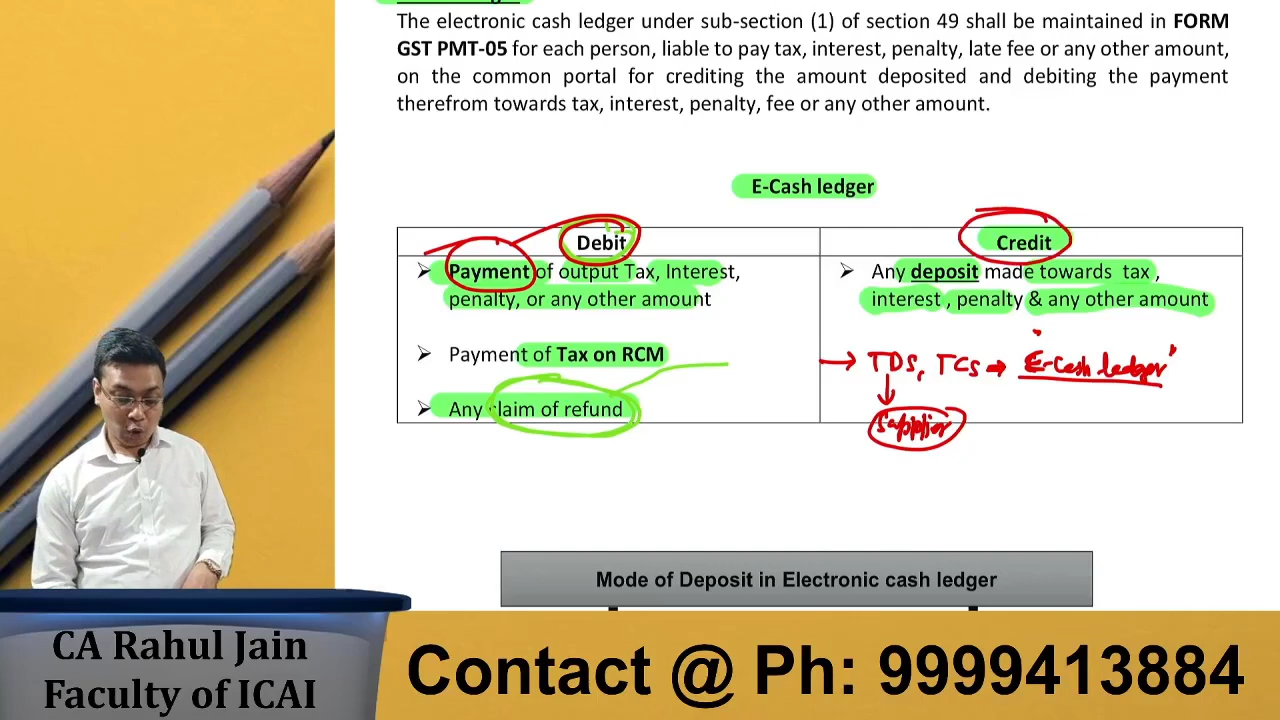 The electronic cash ledger under sub-section (1) of section 49 shall be maintained in FORM
GST PMT-05 for each person, liable to pay tax, interest, penalty, late fee or any other amount,
on the common portal for crediting the amount deposited and debiting the payment
therefrom towards tax, interest, penalty, fee or any other amount.
E-Cash ledger
Debit
Credit
➢ Payment of output Tax, Interest,
penalty, or any other amount
➢ Payment of Tax on RCM
➢ Any claim of refund
➢ Any deposit made towards tax ,
interest , penalty & any other amount
→ TDS, TCS → "E-Cash ledger"
Supplier
Mode of Deposit in Electronic cash ledger
CA Rahul Jain
Faculty of ICAI
Contact @ Ph: 9999413884